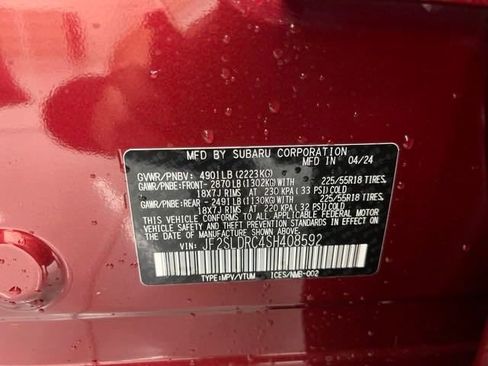 MFD BY SUBARU CORPORATION IN 04/24
GVWR/PNBV: 4901LB(2223KG)
GAWR/PNBE:FRONT- 2870LB(1302KG)WITH 225/55R18 TIRES,
18X7J RIMS AT 230 KPA(33 PSI)COLD
GAWR/PNBE:REAR -2491LB(1130KG)WITH 225/55R18 TIRES,
18X7J RIMS AT 220 KPA(32 PSI)COLD
THIS VEHICLE CONFORMS TO ALL APPLICABLE FEDERAL MOTOR
VEHICLE SAFETY, BUMPER, AND THEFT PREVENTION STANDARDS
IN EFFECT ON THE DATE OF MANUFACTURE SHOWN ABOVE.
VIN: JF2SLDRC4SH408592
TYPE:MPV/VTUM ICES/NMB-002